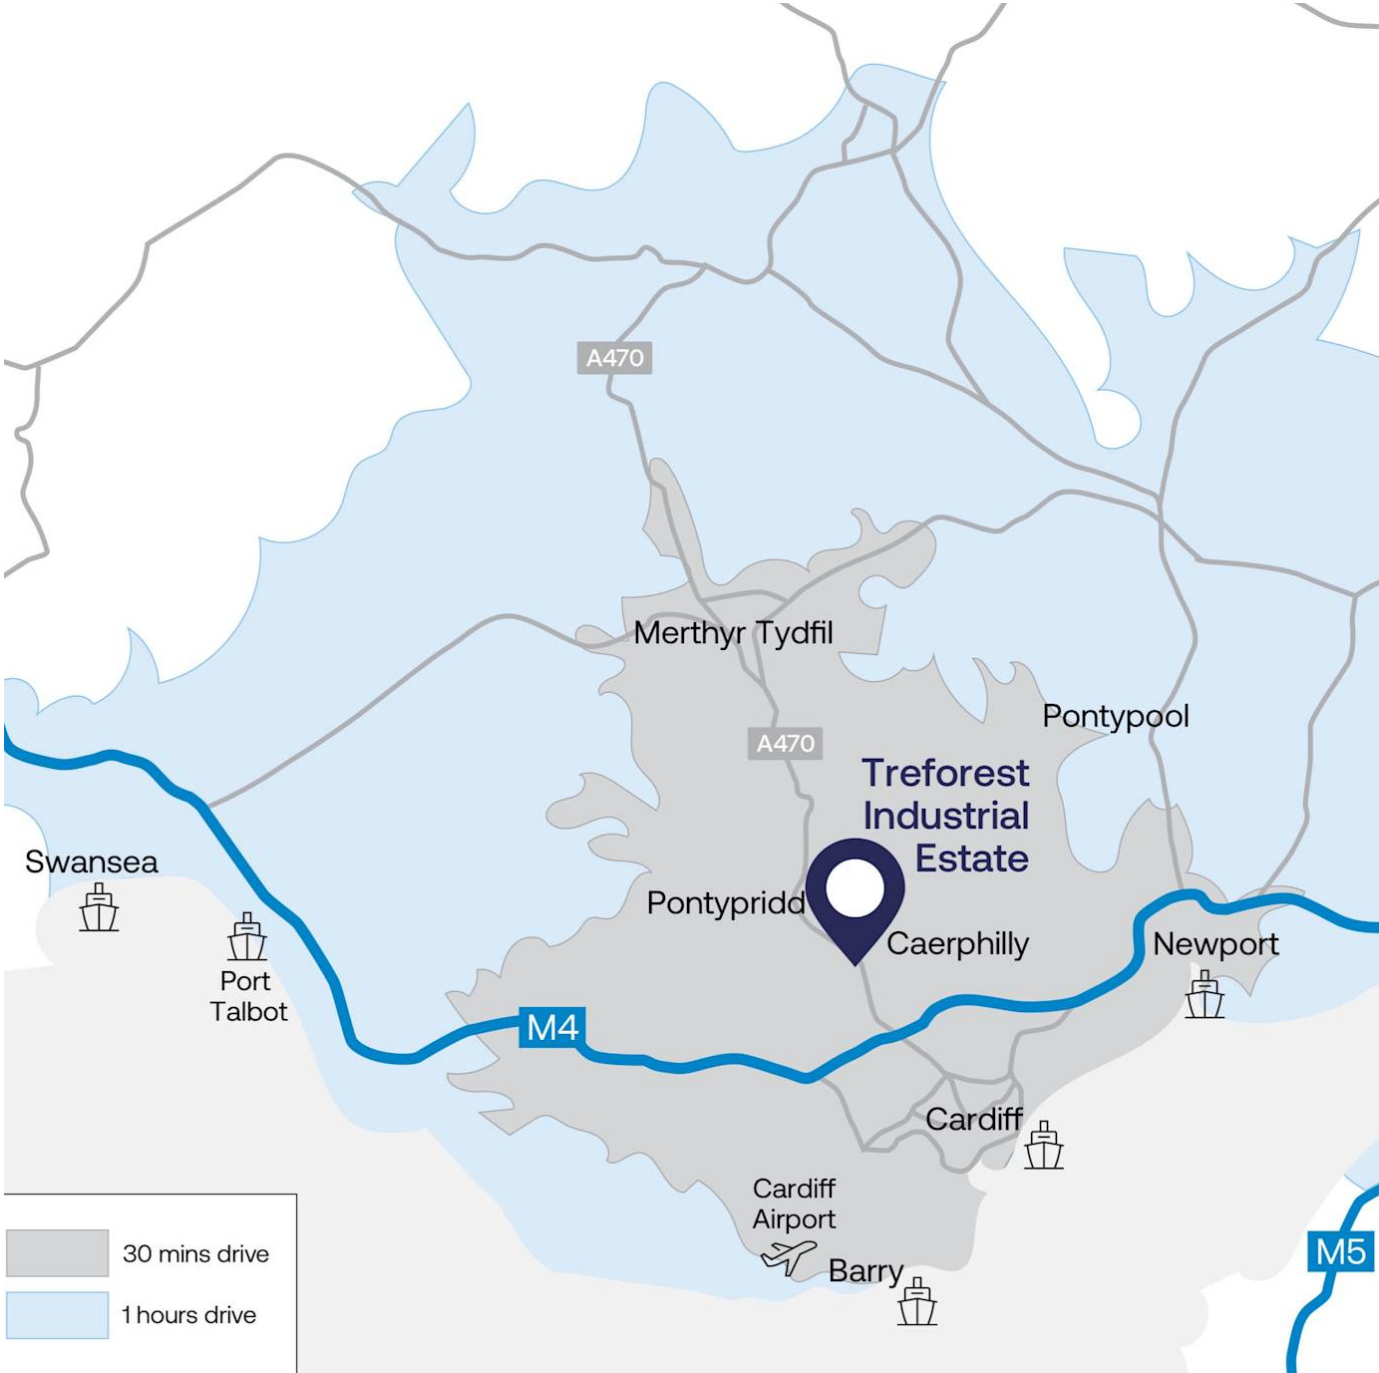 A470
Merthyr Tydfil
Pontypool
A470
Treforest
Industrial
Estate
Swansea
Pontypridd
Caerphilly
Newport
Port
Talbot
M4
Cardiff
Cardiff
Airport
Barry
M5
30 mins drive
1 hours drive